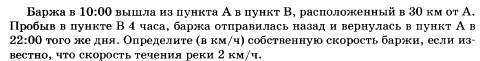 Баржа в 10:00 вышла из пункта А в пункт В, расположенный в 30 км от А.
Пробыв в пункте В 4 часа, баржа отправилась назад и вернулась в пункт А в
22:00 того же дня. Определите (в км/ч) собственную скорость баржи, если из-
вестно, что скорость течения реки 2 км/ч.